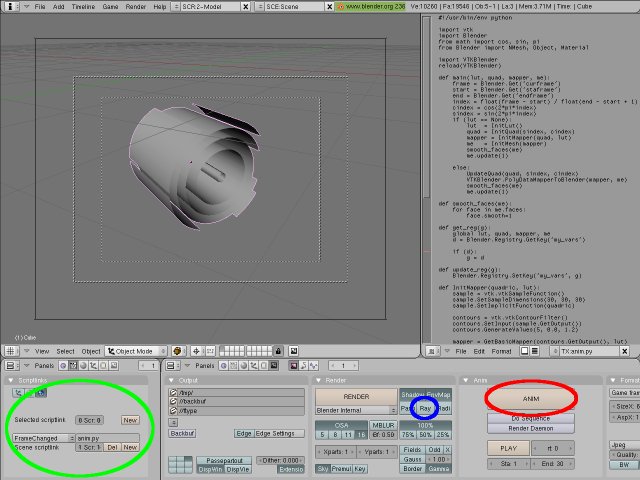 File Add Timeline Game Render Help SCR:2-Model SCE:Scene www.blender.org 236 Ve:10260 | Fa:19546 | Ob:5-1 | La:3 | Mem:3.71M | Time: | Cube
#!/usr/bin/env python
import vtk
import Blender
from math import cos, sin, pi
from Blender import NMesh, Object, Material
import VTKBlender
reload(VTKBlender)
def main(lut, quad, mapper, me):
frame = Blender.Get('curframe')
start = Blender.Get('staframe')
end = Blender.Get('endframe')
index = float(frame - start) / float(end - start + 1)
cindex = cos(2*pi*index)
sindex = sin(2*pi*index)
if (lut == None):
lut = InitLut()
quad = InitQuad(sindex, cindex)
mapper = InitMapper(quad, lut)
me = InitMesh(mapper)
smooth_faces(me)
me.update(1)
else:
UpdateQuad(quad, sindex, cindex)
VTKBlender.PolyDataMapperToBlender(mapper, me)
smooth_faces(me)
me.update(1)
def smooth_faces(me):
for face in me.faces:
face.smooth=1
def get_reg(g):
global lut, quad, mapper, me
d = Blender.Registry.GetKey('my_vars')
if (d):
g = d
def update_reg(g):
Blender.Registry.SetKey('my_vars', g)
def InitMapper(quadric, lut):
sample = vtk.vtkSampleFunction()
sample.SetSampleDimensions(30, 30, 30)
sample.SetImplicitFunction(quadric)
contours = vtk.vtkContourFilter()
contours.SetInput(sample.GetOutput())
contours.GenerateValues(5, 0.0, 1.2)
mapper = GetBasicMapper(contours.GetOutput(), lut)
(1) Cube
View Select Object Object Mode
File Edit Format TX:anim.py
Panels 1
Panels 1
Scriptlinks
Selected scriptlink 0 Scr: 0 New
FrameChanged anim.py
Scene scriptlink 1 Scr: 1 Del New
Output
/tmp/
//backbuf
//ftype
Backbuf Edge Edge Settings
Passepartout Dither: 0.000
DispWin DispVie Extensio
Render
RENDER
Blender Internal
Shadow EnvMap
Pano Ray Radi
OSA MBLUR 100%
5 8 11 16 Bf: 0.50 75% 50% 25%
Xparts: 1 Yparts: 1 Fields Odd X
Gauss 1.00
Sky Premul Key Border Gamma
Anim
ANIM
Do Sequence
Render Daemon
PLAY rt: 0
Sta: 1 End: 30
Format
Game frami
SizeX: 6
AspX: 1
Jpeg
BW